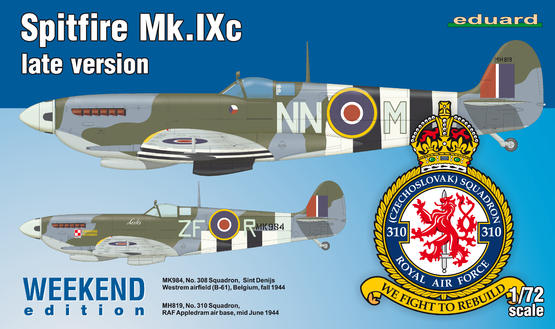 Spitfire Mk.IXc
late version
eduard
MH819
NN M
ZF R MK984
(CZECHOSLOVAK) SQUADRON
310 310
ROYAL AIR FORCE
WE FIGHT TO REBUILD
WEEKEND
edition
MK984, No. 308 Squadron, Sint Denijs
Westrem airfield (B-61), Belgium, fall 1944
MH819, No. 310 Squadron,
RAF Appledram air base, mid June 1944
1/72
scale